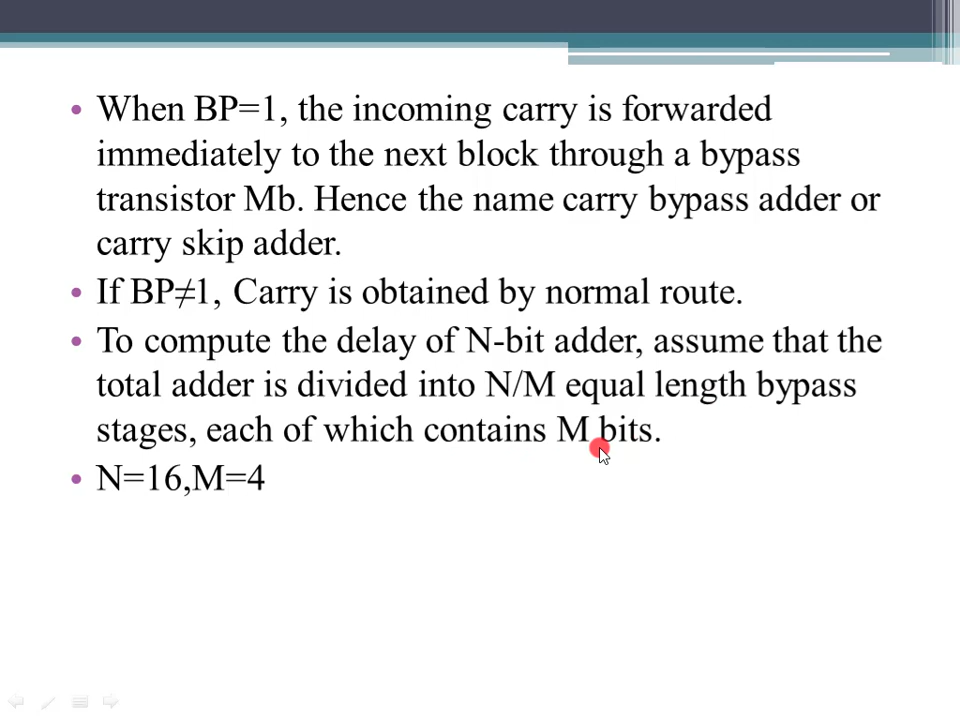 • When BP=1, the incoming carry is forwarded
immediately to the next block through a bypass
transistor Mb. Hence the name carry bypass adder or
carry skip adder.
• If BP≠1, Carry is obtained by normal route.
• To compute the delay of N-bit adder, assume that the
total adder is divided into N/M equal length bypass
stages, each of which contains M bits.
• N=16,M=4